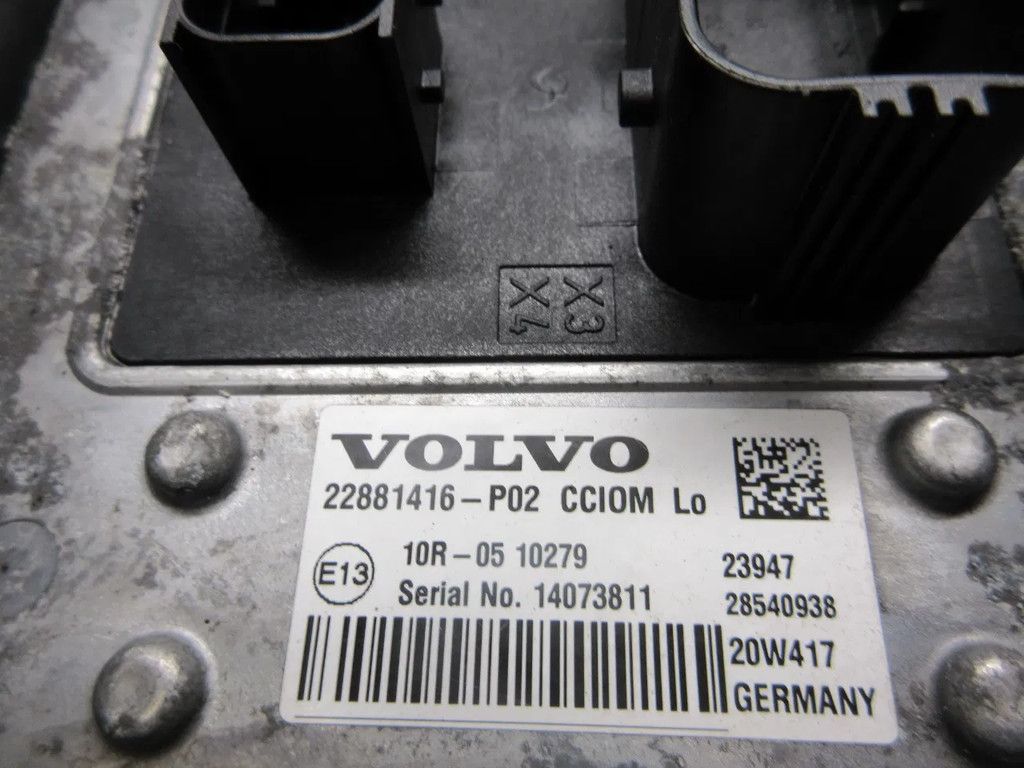 X3
X4
VOLVO
22881416-P02 CCIOM Lo
E13
10R-05 10279
Serial No. 14073811
23947
28540938
20W417
GERMANY